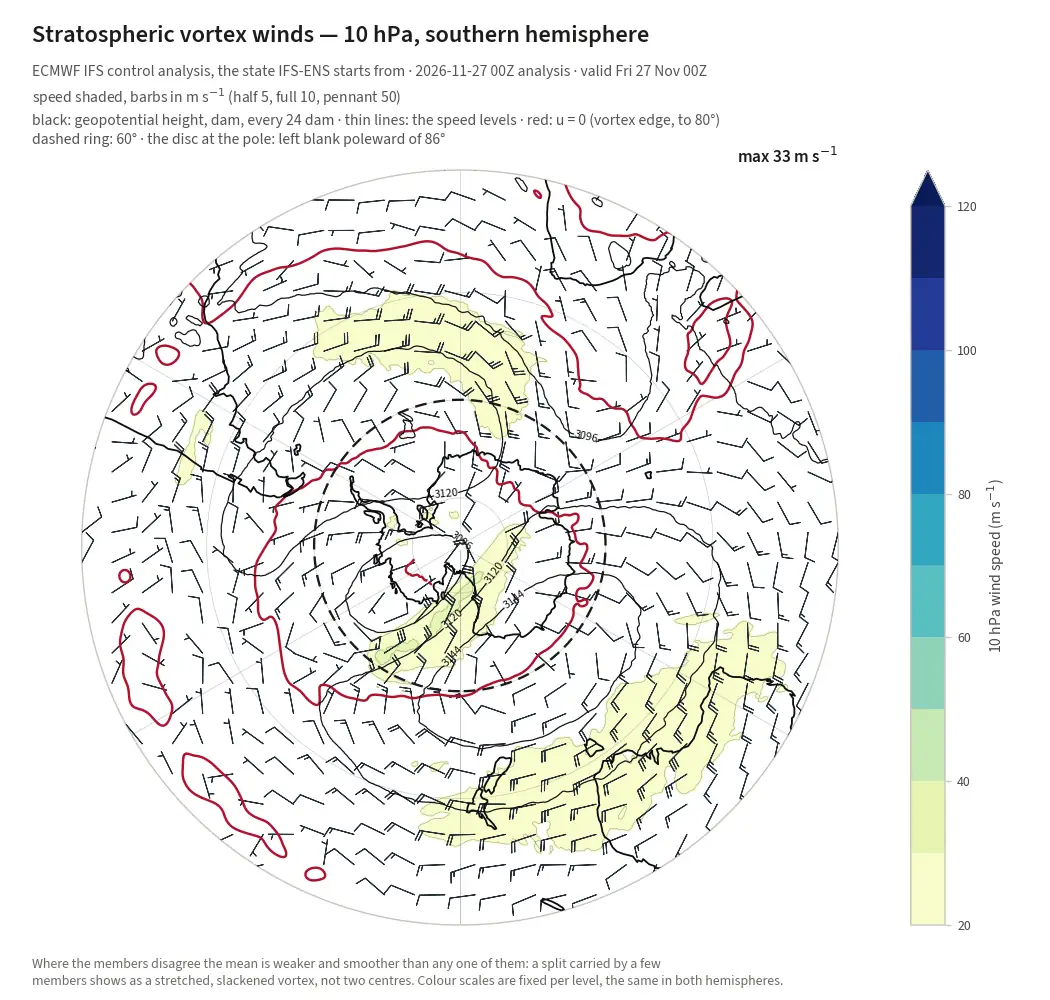 Stratospheric vortex winds — 10 hPa, southern hemisphere
ECMWF IFS control analysis, the state IFS-ENS starts from · 2026-11-27 00Z analysis · valid Fri 27 Nov 00Z
speed shaded, barbs in m s⁻¹ (half 5, full 10, pennant 50)
black: geopotential height, dam, every 24 dam · thin lines: the speed levels · red: u = 0 (vortex edge, to 80°)
dashed ring: 60° · the disc at the pole: left blank poleward of 86°
max 33 m s⁻¹
120
100
80
60
40
20
10 hPa wind speed (m s⁻¹)
3096
3120
3096
3120
3144
3120
3144
Where the members disagree the mean is weaker and smoother than any one of them: a split carried by a few
members shows as a stretched, slackened vortex, not two centres. Colour scales are fixed per level, the same in both hemispheres.